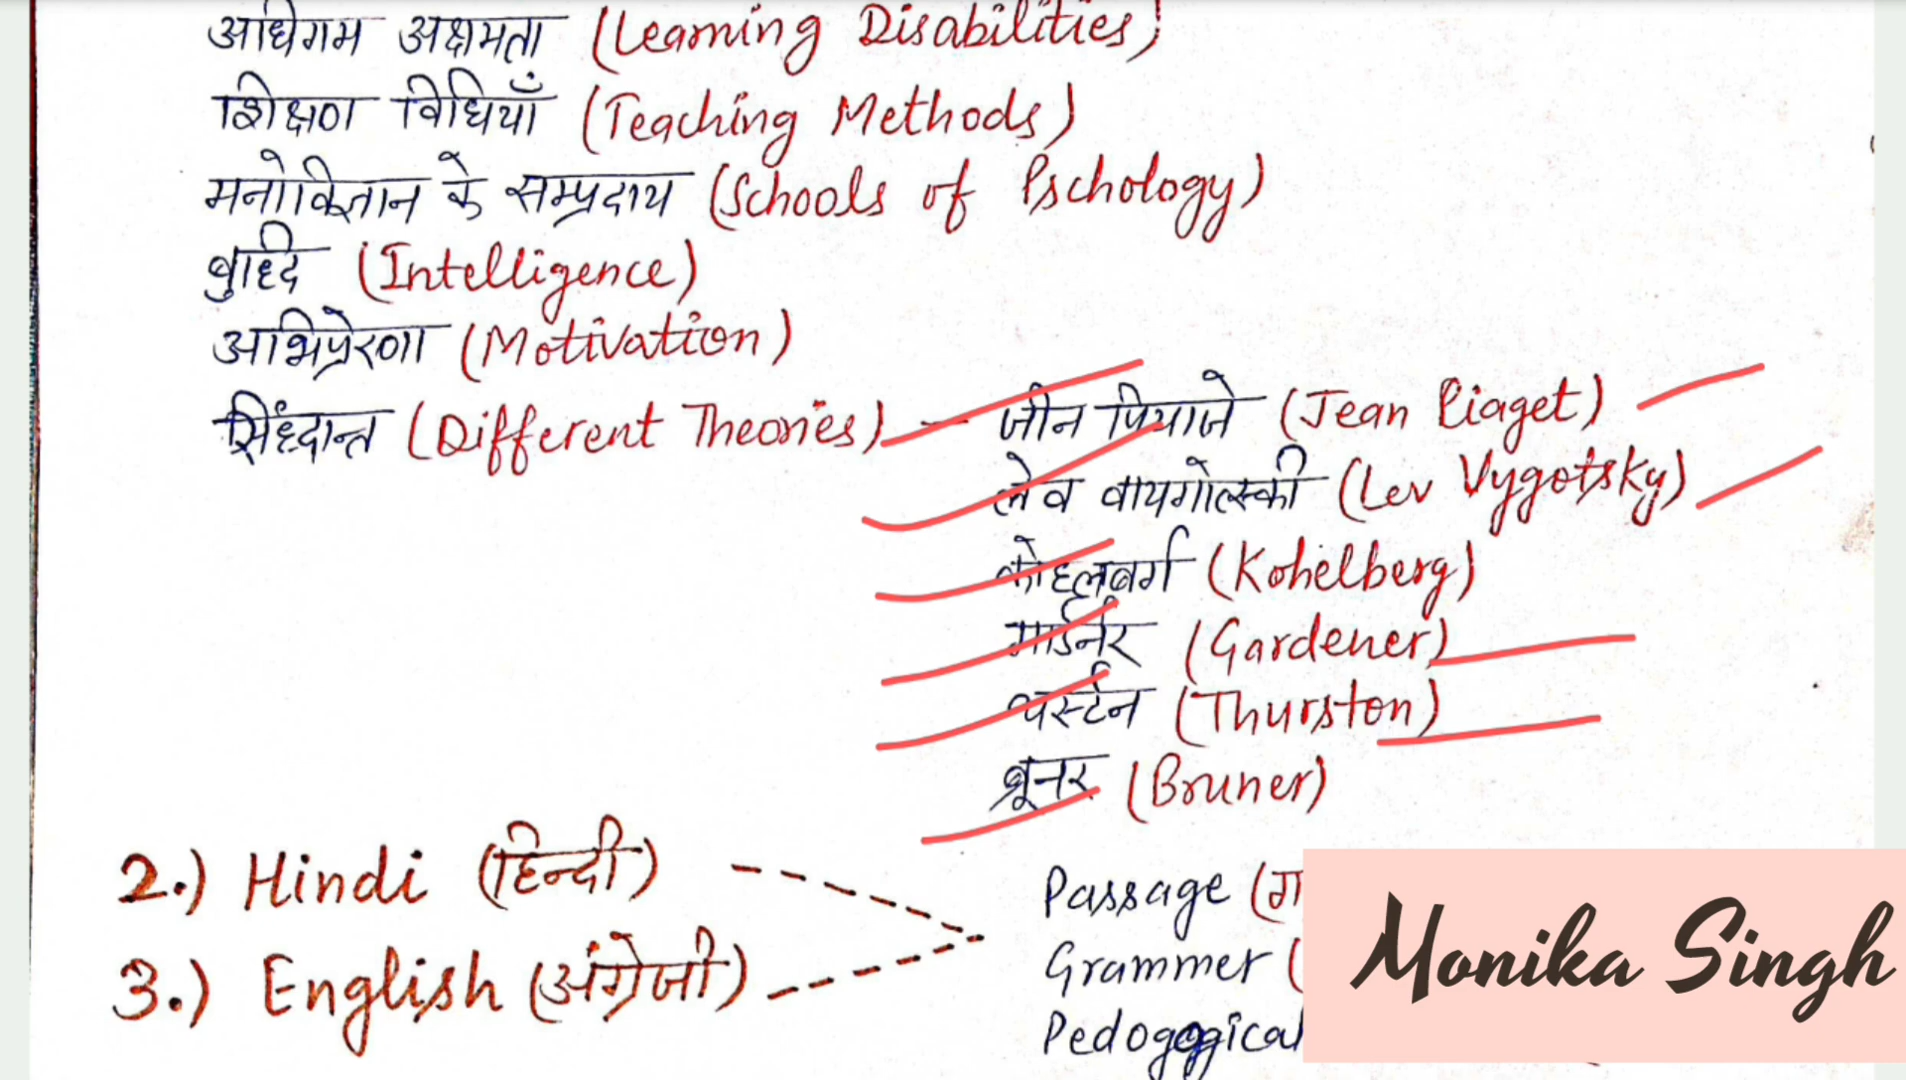 अधिगम अक्षमता (Learning Disabilities)
शिक्षण विधियाँ (Teaching Methods)
मनोविज्ञान के सम्प्रदाय (Schools of Pschology)
बुद्धि (Intelligence)
अभिप्रेरणा (Motivation)
सिद्धान्त (Different Theories) - जीन पियाजे (Jean Piaget)
लेव वायगोत्स्की (Lev Vygotsky)
कोहलबर्ग (Kohelberg)
गार्डनर (Gardener)
थर्स्टन (Thurston)
ब्रूनर (Bruner)
2.) Hindi (हिन्दी)
3.) English (अंग्रेजी)
Passage (ग
Grammer (
Pedogogical
Monika Singh